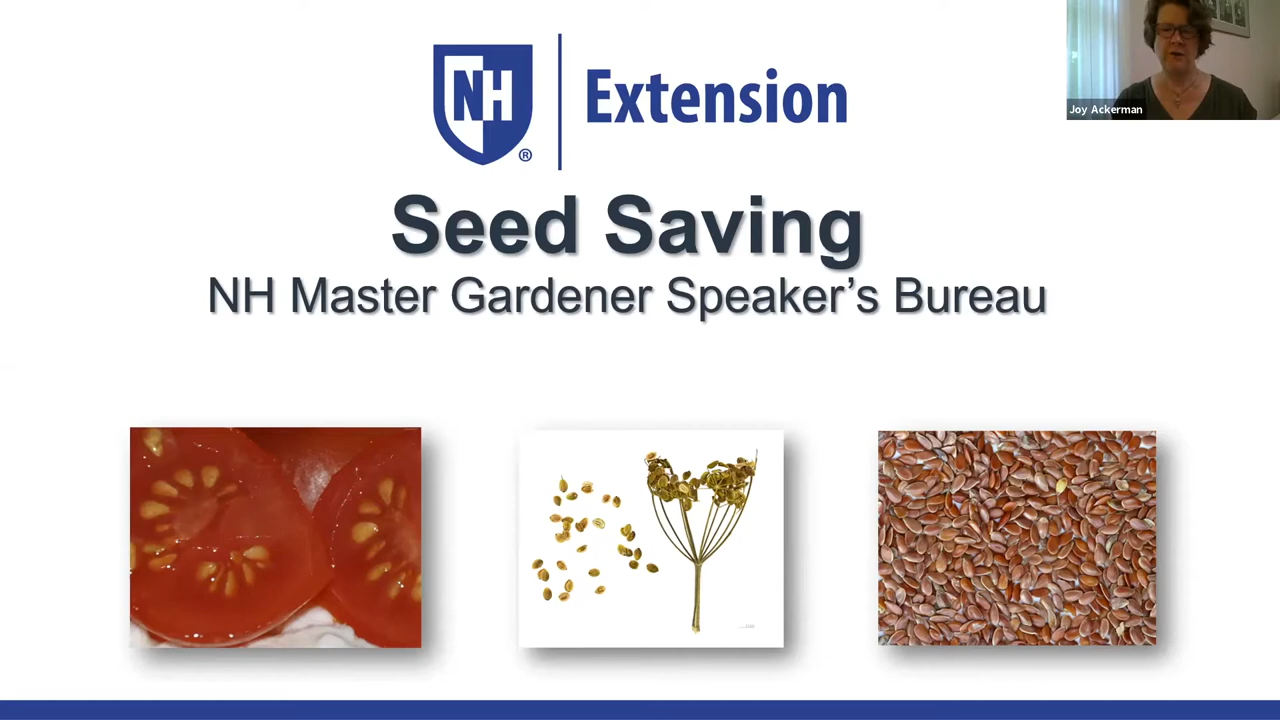 NH
®
Extension
Joy Ackerman
Seed Saving
NH Master Gardener Speaker’s Bureau